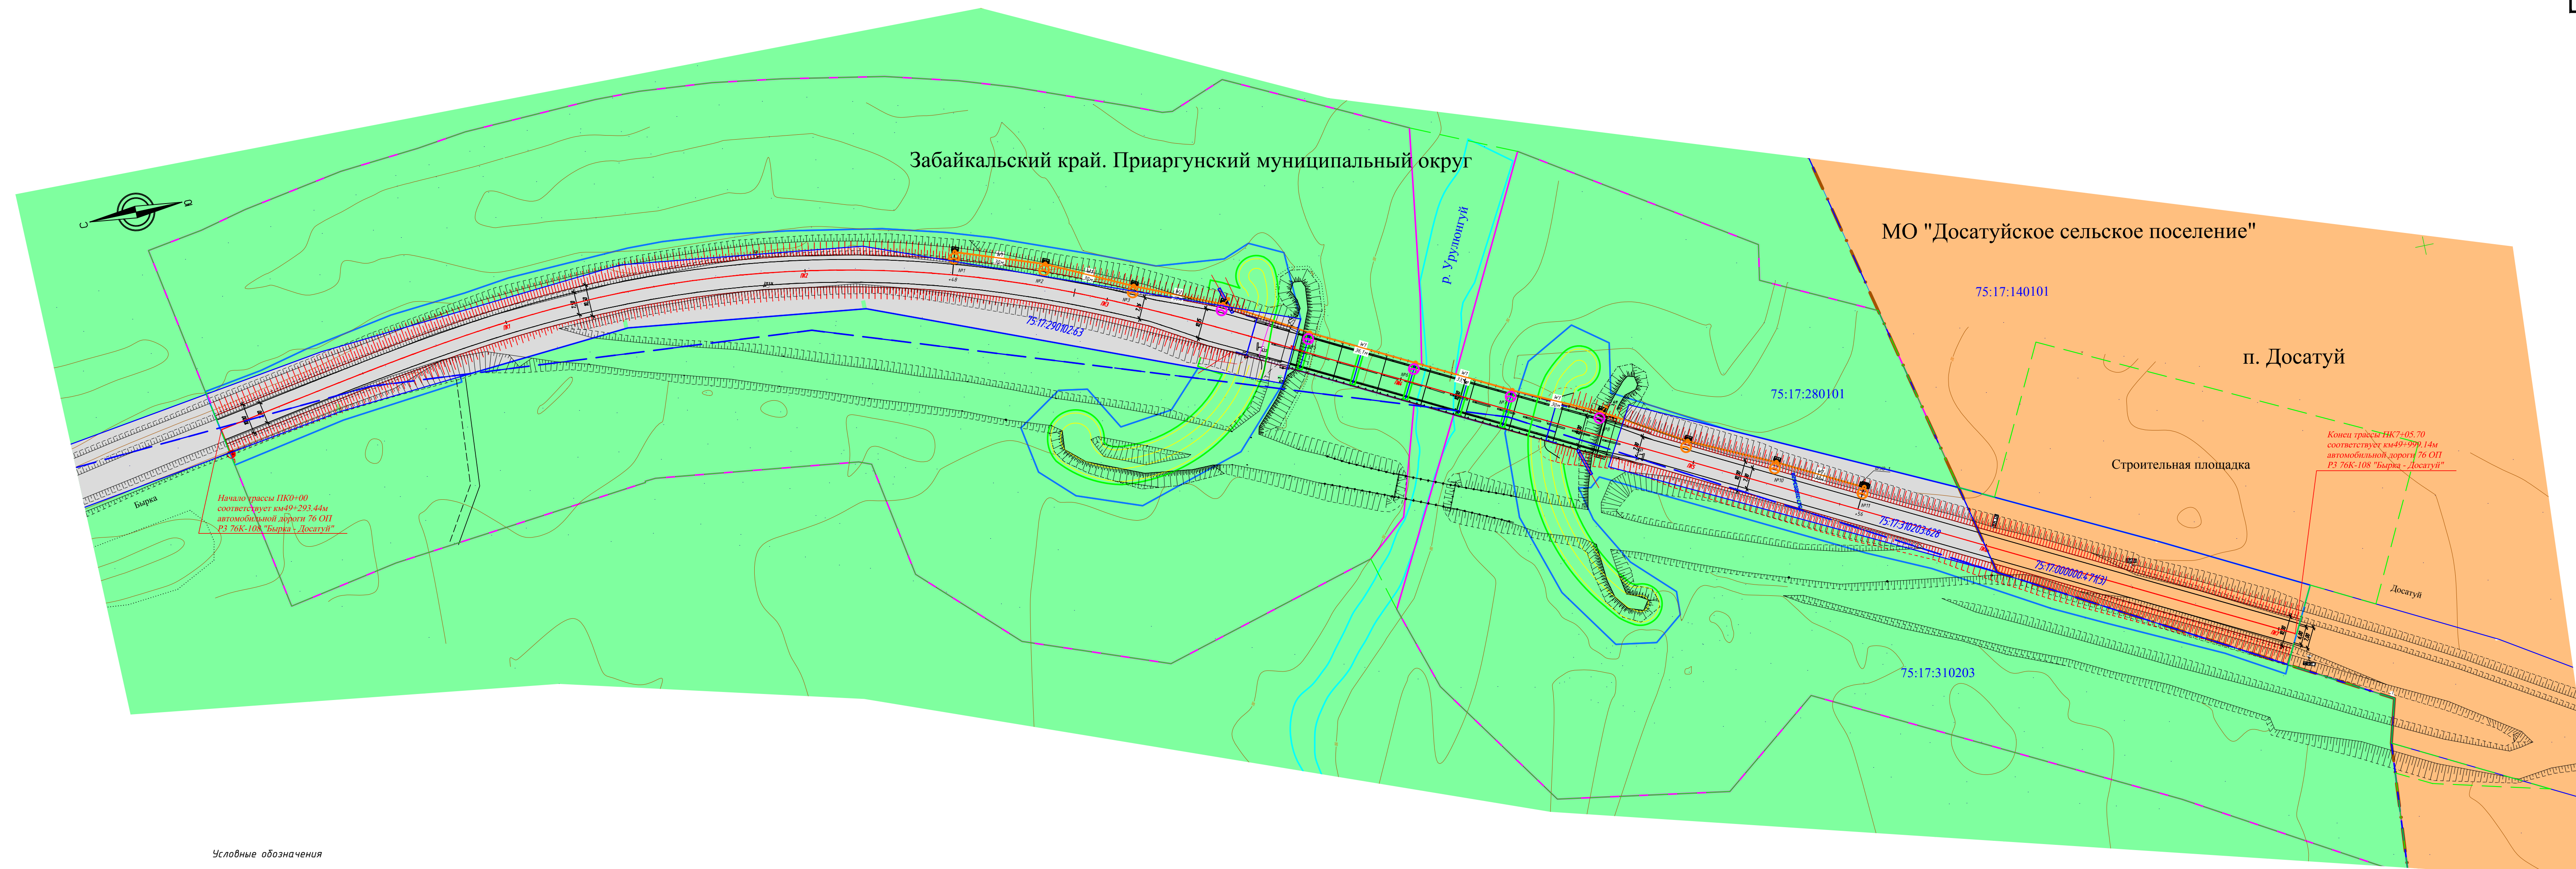 Забайкальский край. Приаргунский муниципальный округ
МО "Досатуйское сельское поселение"
75:17:140101
п. Досатуй
р. Урулюнгуй
С
Ю
75:17:290102:63
75:17:280101
Строительная площадка
Конец трассы ПК7+05.70
соответствует км49+999.14м
автомобильной дороги 76 ОП
РЗ 76К-108 "Бырка - Досатуй"
Бырка
Начало трассы ПК0+00
соответствует км49+293.44м
автомобильной дороги 76 ОП
РЗ 76К-108 "Бырка - Досатуй"
75:17:310203:628
75:17:000000:471(3)
Досатуй
75:17:310203
Условные обозначения